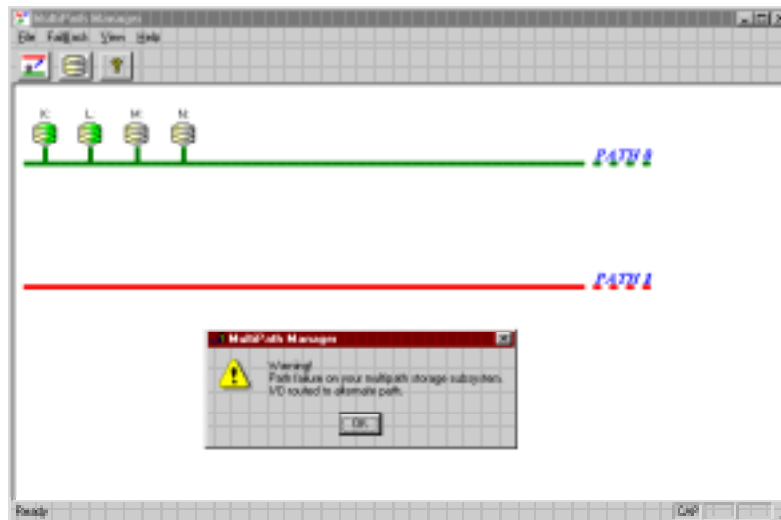 MultiPath Manager
File Failback View Help
K: L: M: N:
PATH 0
PATH 1
MultiPath Manager
Warning!
Path failure on your multipath storage subsystem.
I/O routed to alternate path.
OK
Ready
CAP